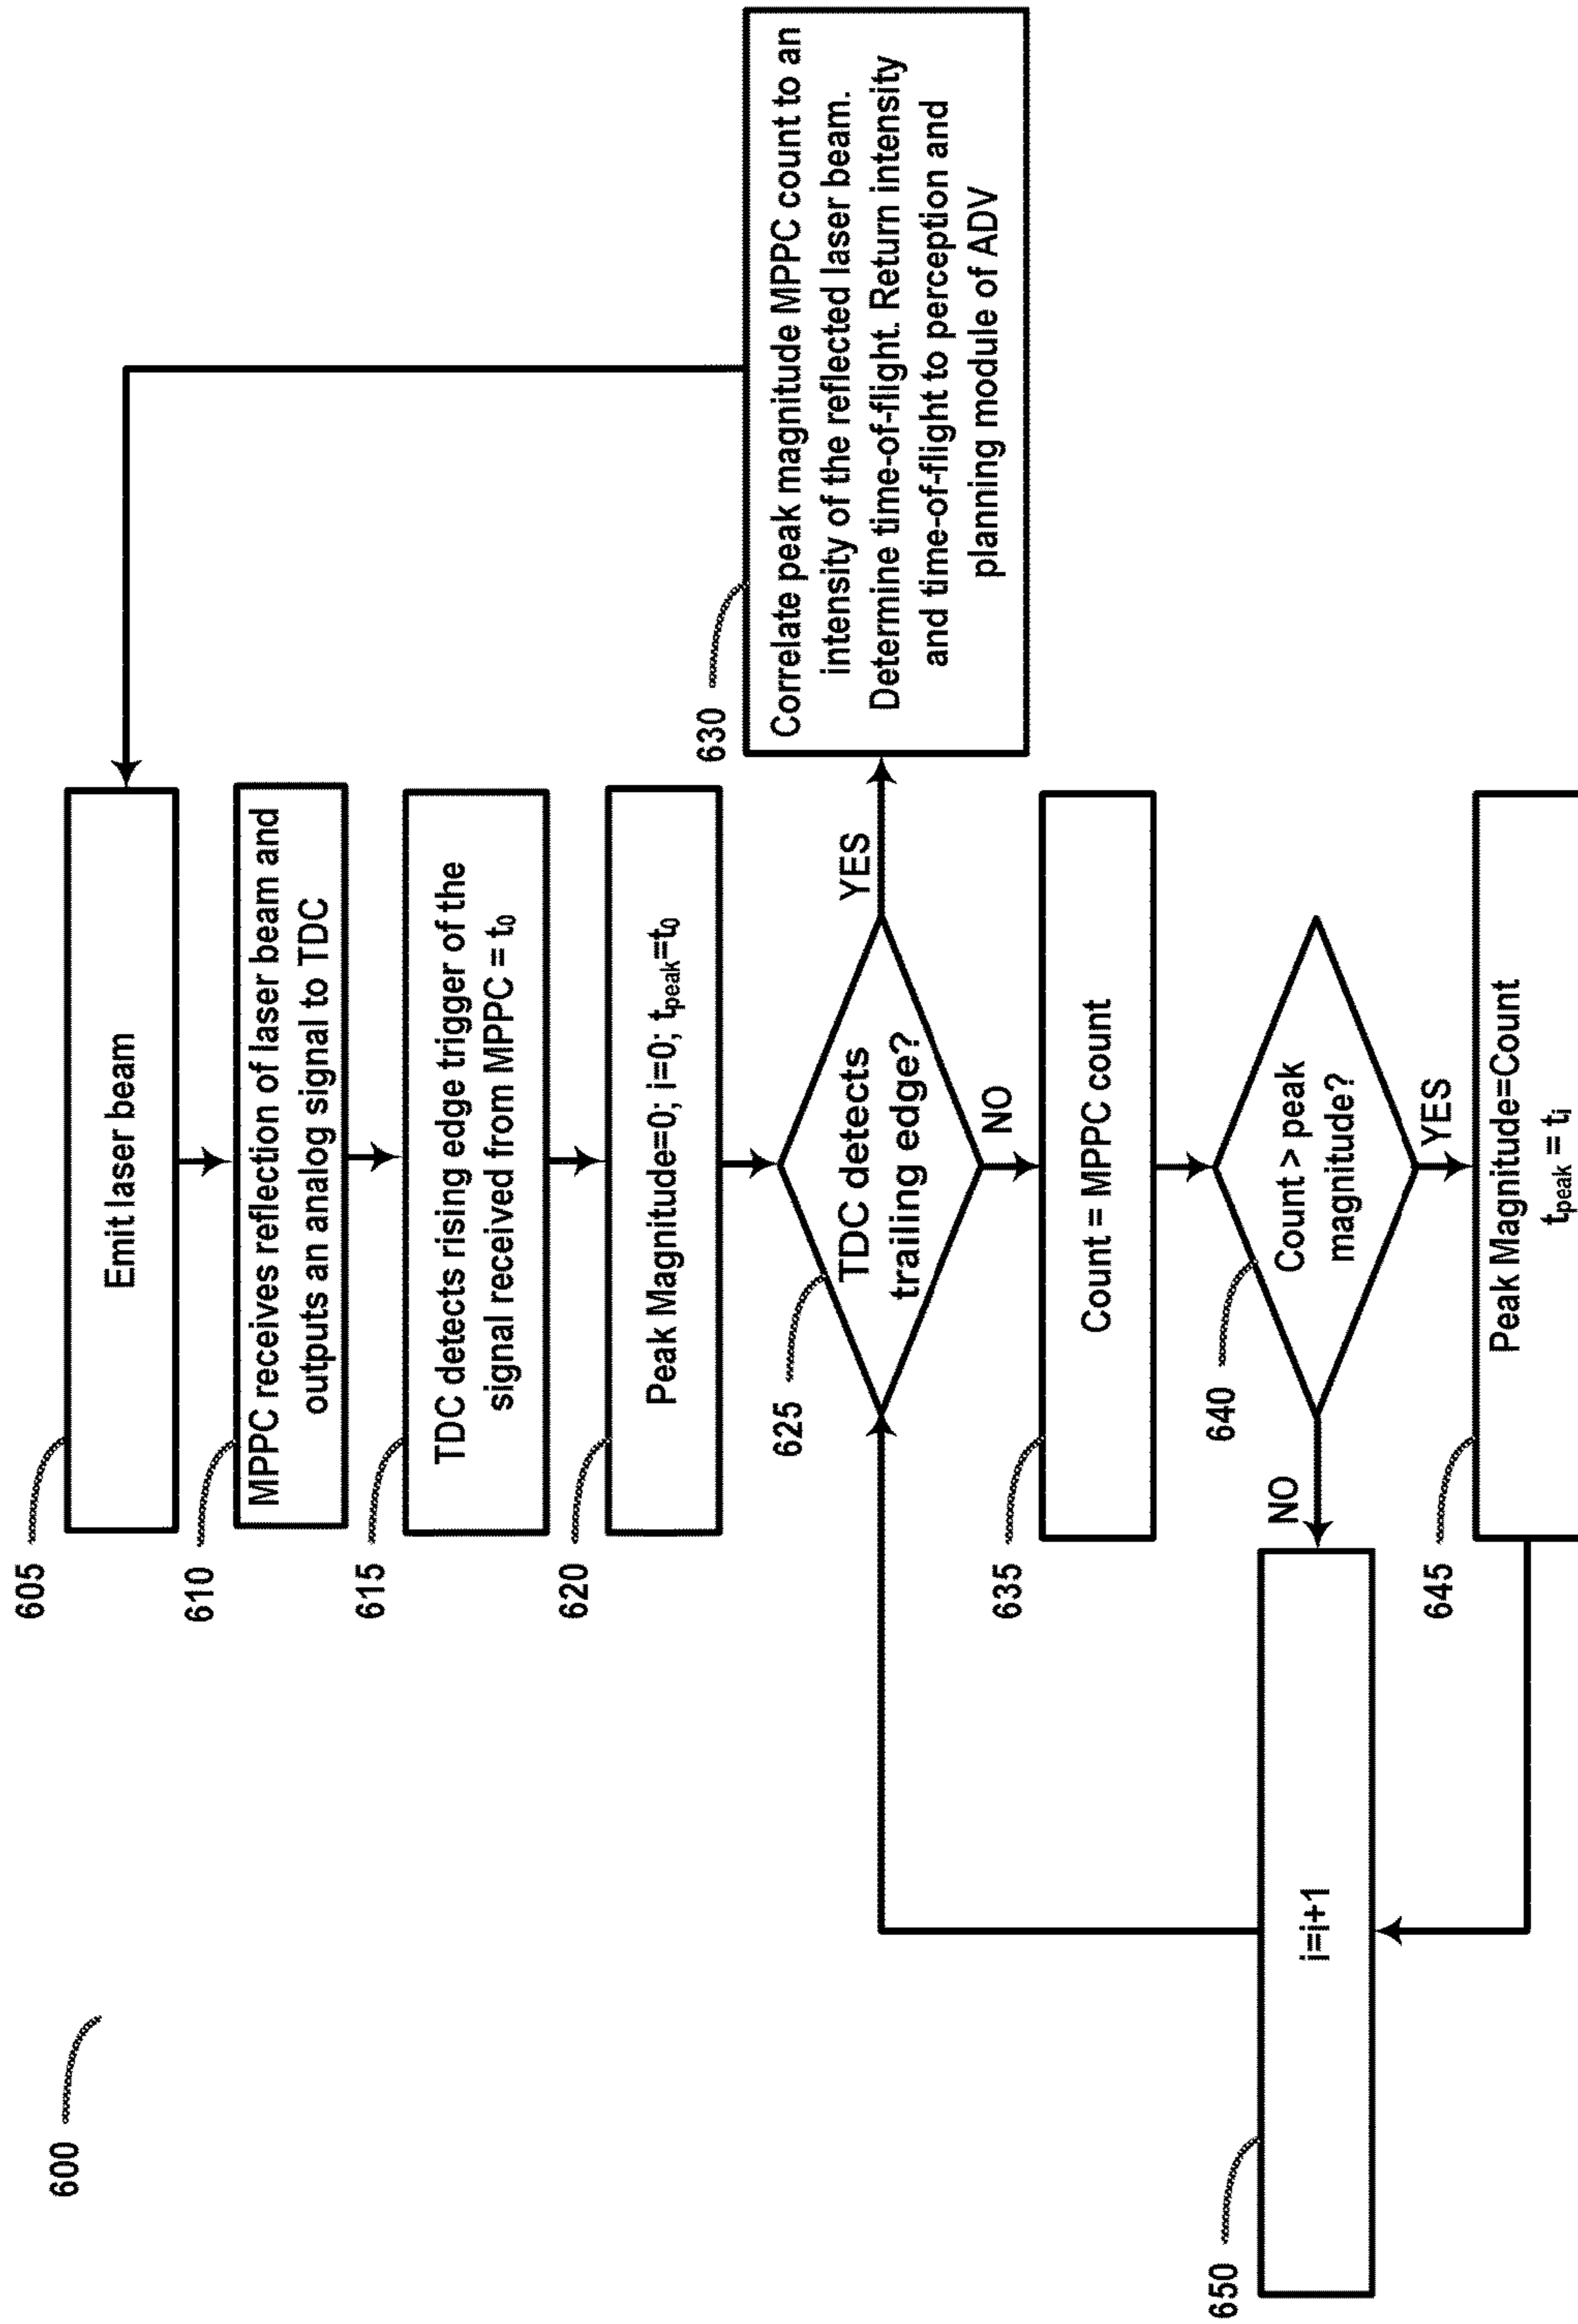 600
605
Emit laser beam
610
MPPC receives reflection of laser beam and
outputs an analog signal to TDC
615
TDC detects rising edge trigger of the
signal received from MPPC = t₀
620
Peak Magnitude=0; i=0; tₚₑₐₖ=t₀
625
TDC detects
trailing edge?
YES
630
Correlate peak magnitude MPPC count to an
intensity of the reflected laser beam.
Determine time-of-flight. Return intensity
and time-of-flight to perception and
planning module of ADV
NO
635
Count = MPPC count
640
Count > peak
magnitude?
NO
YES
645
Peak Magnitude=Count
tₚₑₐₖ = tᵢ
650
i=i+1